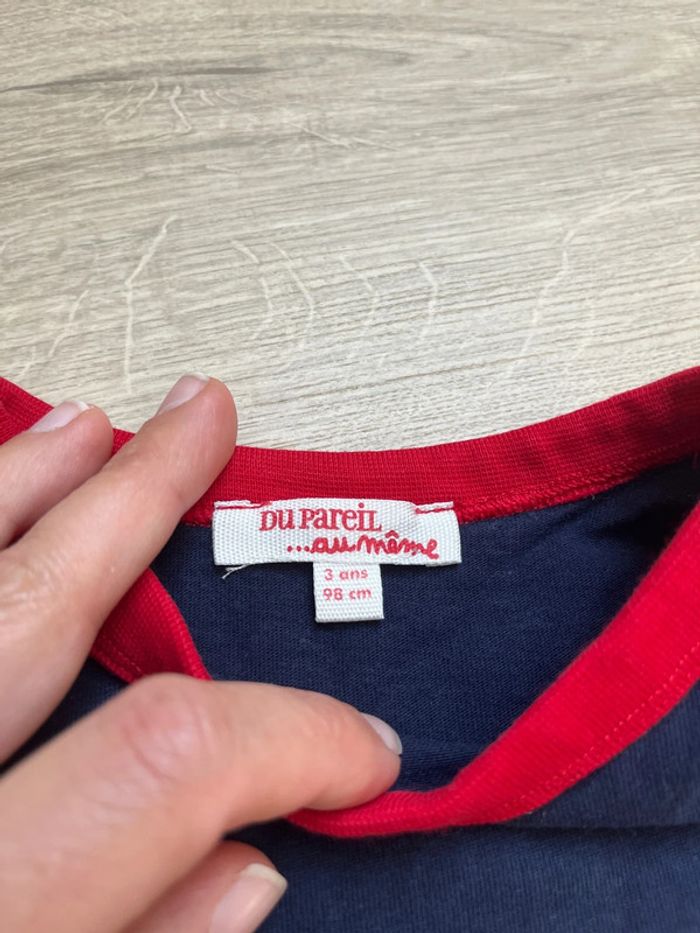 DU PAREIL
...au même
3 ans
98 cm